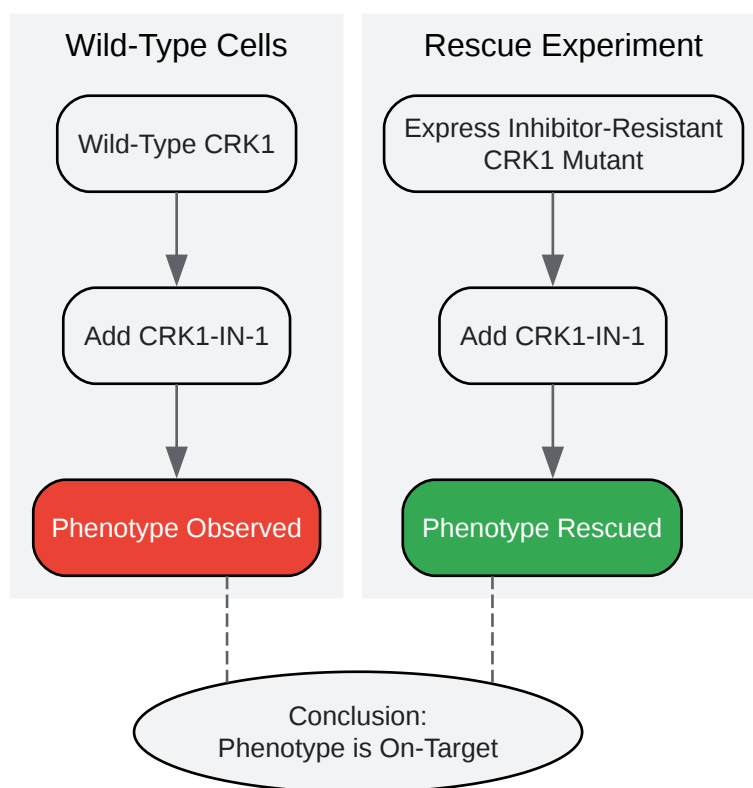 Wild-Type Cells
Wild-Type CRK1
Add CRK1-IN-1
Phenotype Observed
Rescue Experiment
Express Inhibitor-Resistant
CRK1 Mutant
Add CRK1-IN-1
Phenotype Rescued
Conclusion:
Phenotype is On-Target